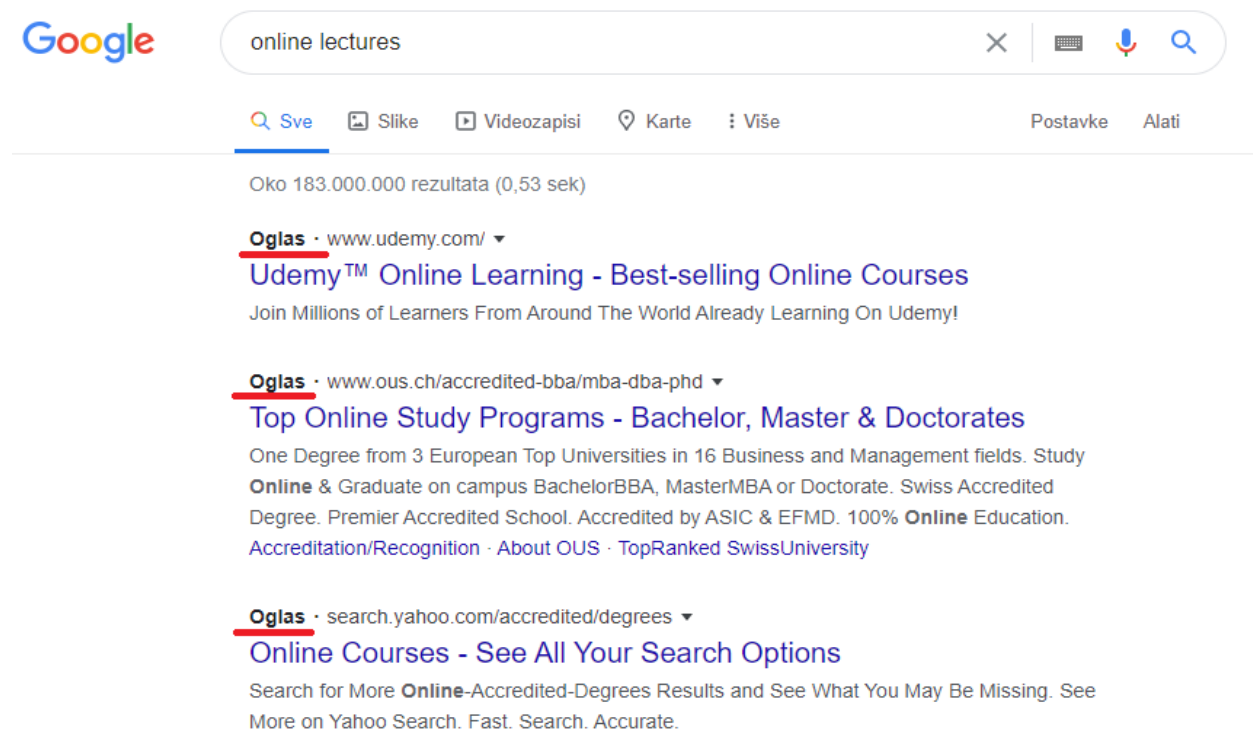 Google
online lectures
Sve Slike Videozapisi Karte Više Postavke Alati
Oko 183.000.000 rezultata (0,53 sek)
Oglas · www.udemy.com/
Udemy™ Online Learning - Best-selling Online Courses
Join Millions of Learners From Around The World Already Learning On Udemy!
Oglas · www.ous.ch/accredited-bba/mba-dba-phd
Top Online Study Programs - Bachelor, Master & Doctorates
One Degree from 3 European Top Universities in 16 Business and Management fields. Study
Online & Graduate on campus BachelorBBA, MasterMBA or Doctorate. Swiss Accredited
Degree. Premier Accredited School. Accredited by ASIC & EFMD. 100% Online Education.
Accreditation/Recognition · About OUS · TopRanked SwissUniversity
Oglas · search.yahoo.com/accredited/degrees
Online Courses - See All Your Search Options
Search for More Online-Accredited-Degrees Results and See What You May Be Missing. See
More on Yahoo Search. Fast. Search. Accurate.